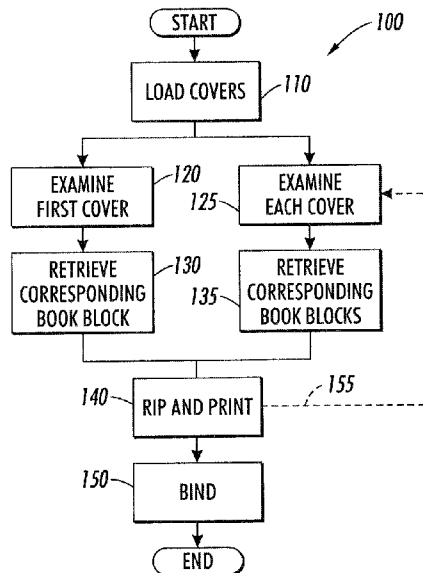 START
100
LOAD COVERS
110
EXAMINE
FIRST COVER
120
EXAMINE
EACH COVER
125
RETRIEVE
CORRESPONDING
BOOK BLOCK
130
RETRIEVE
CORRESPONDING
BOOK BLOCKS
135
140
RIP AND PRINT
155
150
BIND
END